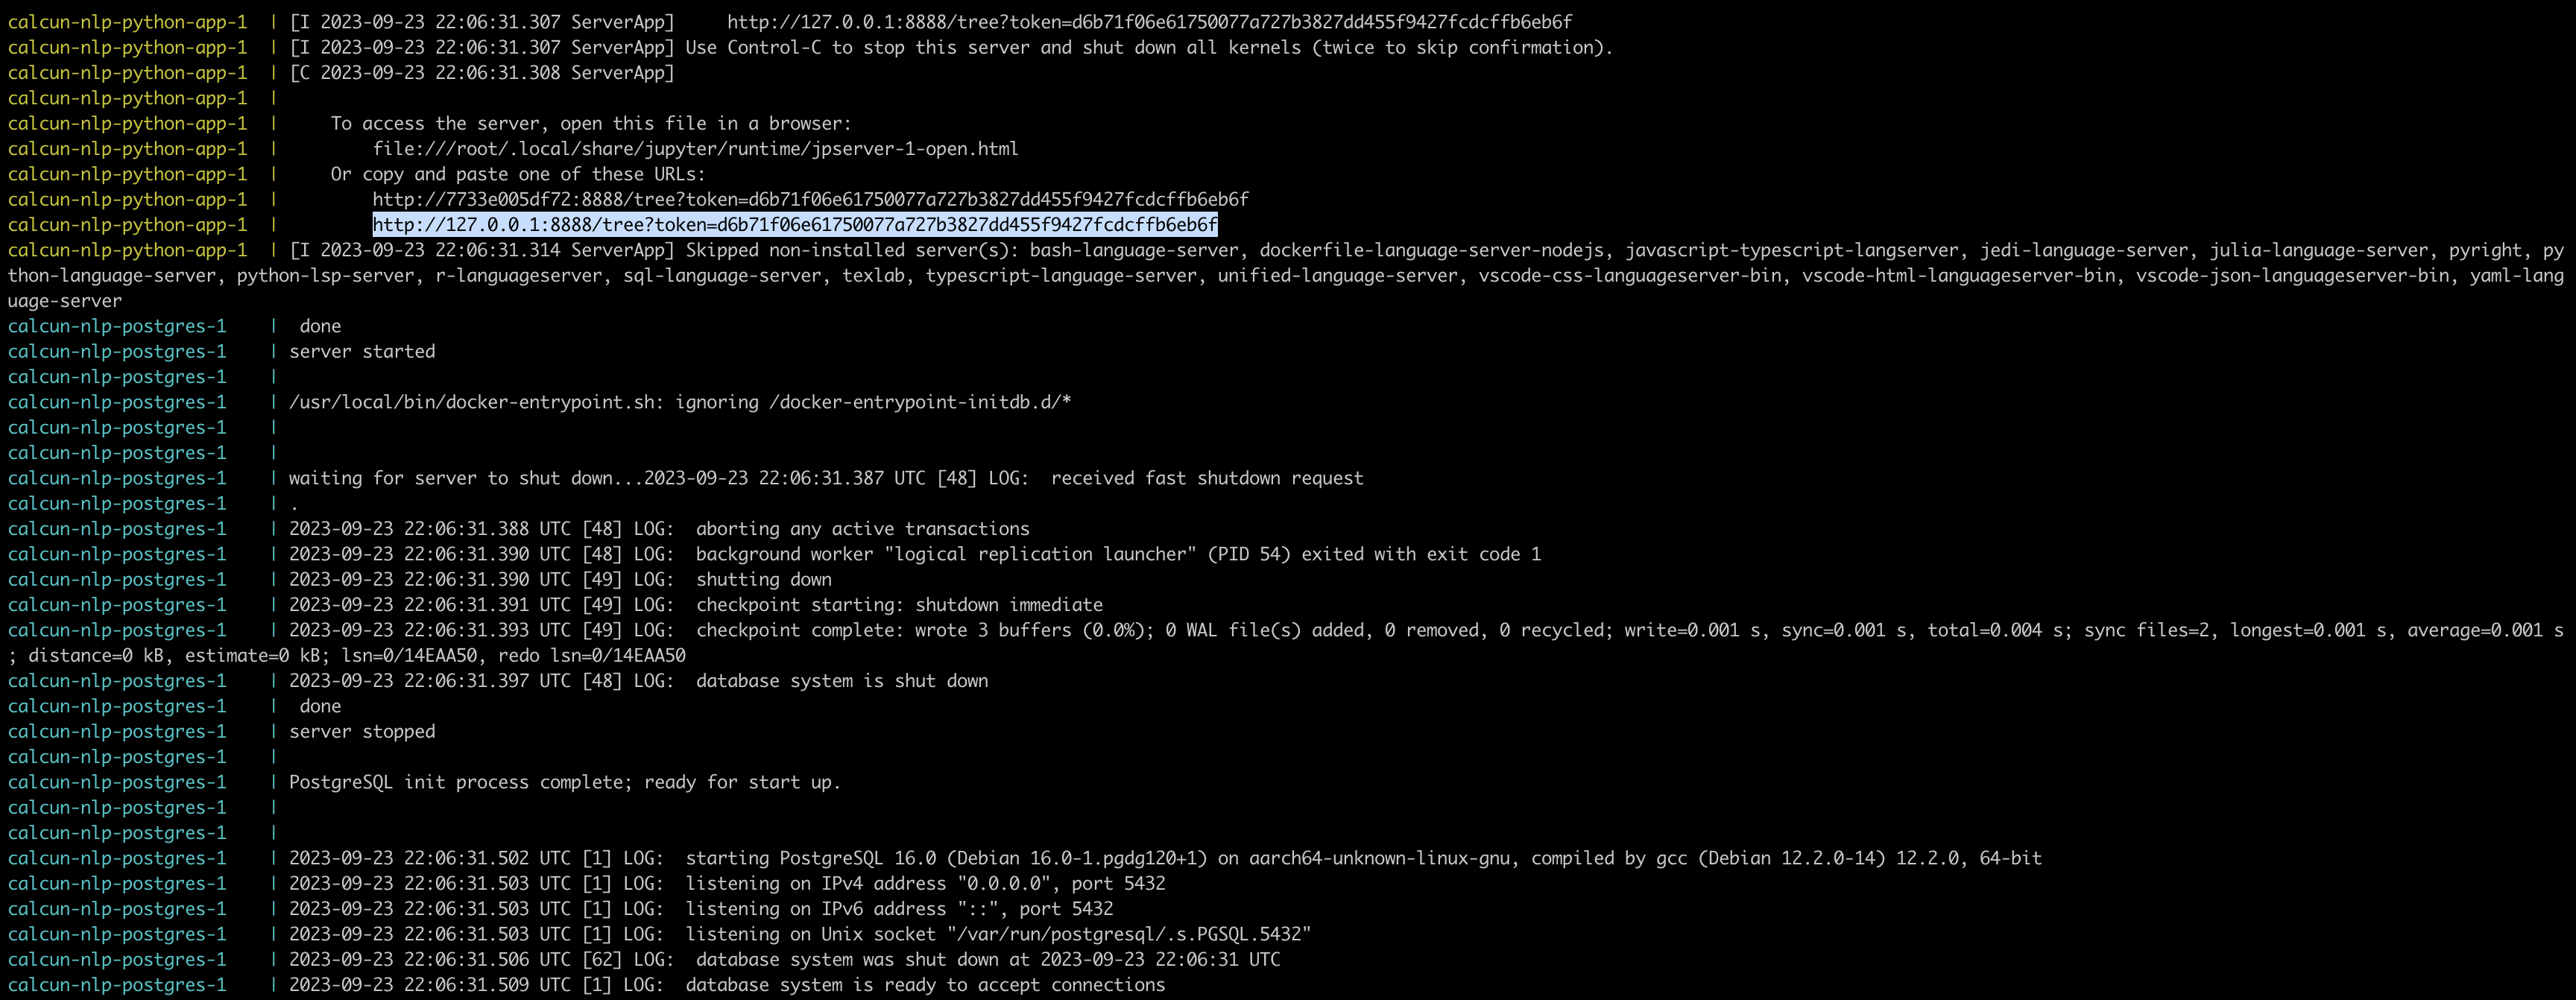 calcun-nlp-python-app-1  | [I 2023-09-23 22:06:31.307 ServerApp]     http://127.0.0.1:8888/tree?token=d6b71f06e61750077a727b3827dd455f9427fcdcffb6eb6f
calcun-nlp-python-app-1  | [I 2023-09-23 22:06:31.307 ServerApp] Use Control-C to stop this server and shut down all kernels (twice to skip confirmation).
calcun-nlp-python-app-1  | [C 2023-09-23 22:06:31.308 ServerApp]
calcun-nlp-python-app-1  |
calcun-nlp-python-app-1  |     To access the server, open this file in a browser:
calcun-nlp-python-app-1  |         file:///root/.local/share/jupyter/runtime/jpserver-1-open.html
calcun-nlp-python-app-1  |     Or copy and paste one of these URLs:
calcun-nlp-python-app-1  |         http://7733e005df72:8888/tree?token=d6b71f06e61750077a727b3827dd455f9427fcdcffb6eb6f
calcun-nlp-python-app-1  |         http://127.0.0.1:8888/tree?token=d6b71f06e61750077a727b3827dd455f9427fcdcffb6eb6f
calcun-nlp-python-app-1  | [I 2023-09-23 22:06:31.314 ServerApp] Skipped non-installed server(s): bash-language-server, dockerfile-language-server-nodejs, javascript-typescript-langserver, jedi-language-server, julia-language-server, pyright, py
thon-language-server, python-lsp-server, r-languageserver, sql-language-server, texlab, typescript-language-server, unified-language-server, vscode-css-languageserver-bin, vscode-html-languageserver-bin, vscode-json-languageserver-bin, yaml-lang
uage-server
calcun-nlp-postgres-1    |  done
calcun-nlp-postgres-1    | server started
calcun-nlp-postgres-1    |
calcun-nlp-postgres-1    | /usr/local/bin/docker-entrypoint.sh: ignoring /docker-entrypoint-initdb.d/*
calcun-nlp-postgres-1    |
calcun-nlp-postgres-1    |
calcun-nlp-postgres-1    | waiting for server to shut down...2023-09-23 22:06:31.387 UTC [48] LOG:  received fast shutdown request
calcun-nlp-postgres-1    | .
calcun-nlp-postgres-1    | 2023-09-23 22:06:31.388 UTC [48] LOG:  aborting any active transactions
calcun-nlp-postgres-1    | 2023-09-23 22:06:31.390 UTC [48] LOG:  background worker "logical replication launcher" (PID 54) exited with exit code 1
calcun-nlp-postgres-1    | 2023-09-23 22:06:31.390 UTC [49] LOG:  shutting down
calcun-nlp-postgres-1    | 2023-09-23 22:06:31.391 UTC [49] LOG:  checkpoint starting: shutdown immediate
calcun-nlp-postgres-1    | 2023-09-23 22:06:31.393 UTC [49] LOG:  checkpoint complete: wrote 3 buffers (0.0%); 0 WAL file(s) added, 0 removed, 0 recycled; write=0.001 s, sync=0.001 s, total=0.004 s; sync files=2, longest=0.001 s, average=0.001 s
; distance=0 kB, estimate=0 kB; lsn=0/14EAA50, redo lsn=0/14EAA50
calcun-nlp-postgres-1    | 2023-09-23 22:06:31.397 UTC [48] LOG:  database system is shut down
calcun-nlp-postgres-1    |  done
calcun-nlp-postgres-1    | server stopped
calcun-nlp-postgres-1    |
calcun-nlp-postgres-1    | PostgreSQL init process complete; ready for start up.
calcun-nlp-postgres-1    |
calcun-nlp-postgres-1    |
calcun-nlp-postgres-1    | 2023-09-23 22:06:31.502 UTC [1] LOG:  starting PostgreSQL 16.0 (Debian 16.0-1.pgdg120+1) on aarch64-unknown-linux-gnu, compiled by gcc (Debian 12.2.0-14) 12.2.0, 64-bit
calcun-nlp-postgres-1    | 2023-09-23 22:06:31.503 UTC [1] LOG:  listening on IPv4 address "0.0.0.0", port 5432
calcun-nlp-postgres-1    | 2023-09-23 22:06:31.503 UTC [1] LOG:  listening on IPv6 address "::", port 5432
calcun-nlp-postgres-1    | 2023-09-23 22:06:31.503 UTC [1] LOG:  listening on Unix socket "/var/run/postgresql/.s.PGSQL.5432"
calcun-nlp-postgres-1    | 2023-09-23 22:06:31.506 UTC [62] LOG:  database system was shut down at 2023-09-23 22:06:31 UTC
calcun-nlp-postgres-1    | 2023-09-23 22:06:31.509 UTC [1] LOG:  database system is ready to accept connections